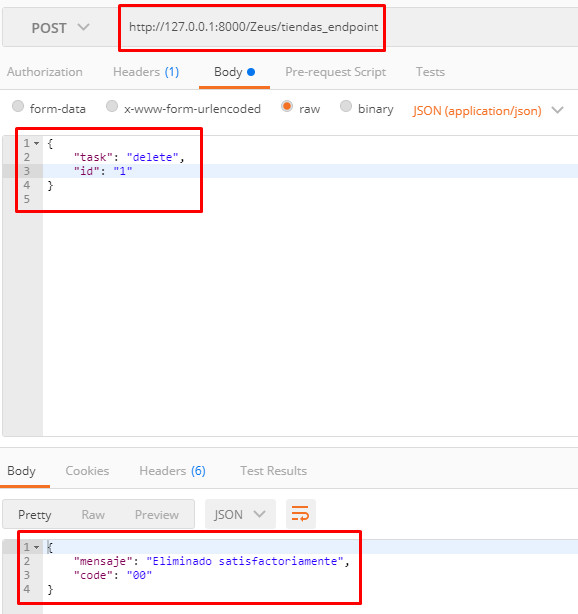 POST http://127.0.0.1:8000/Zeus/tiendas_endpoint
Authorization Headers (1) Body Pre-request Script Tests
form-data x-www-form-urlencoded raw binary JSON (application/json)
1 {
2 "task": "delete",
3 "id": "1"
4 }
5
Body Cookies Headers (6) Test Results
Pretty Raw Preview JSON
1 {
2 "mensaje": "Eliminado satisfactoriamente",
3 "code": "00"
4 }